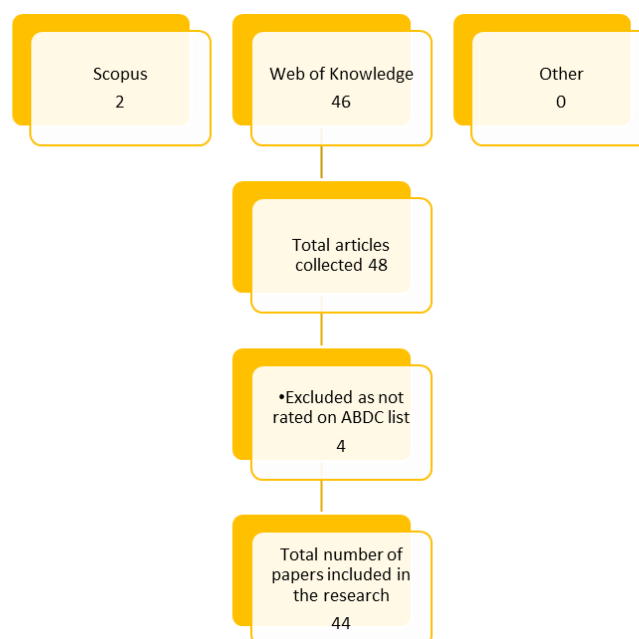 Scopus
2
Web of Knowledge
46
Other
0
Total articles
collected 48
•Excluded as not
rated on ABDC list
4
Total number of
papers included in
the research
44